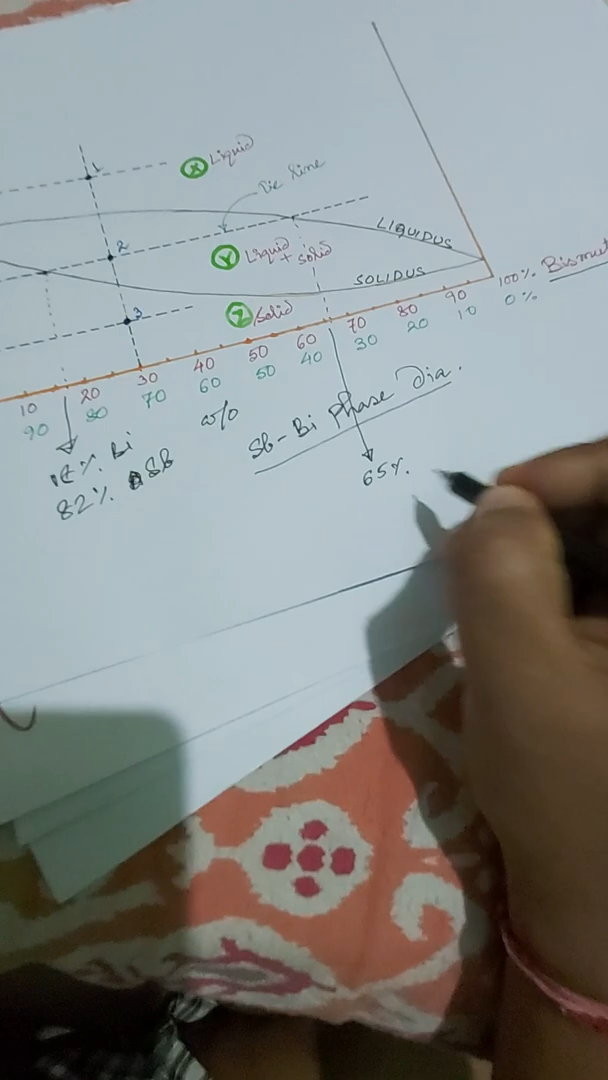 1
X Liquid
Tie line
2
Y Liquid + solid
LIQUIDUS
SOLIDUS
3
Z Solid
10 20 30 40 50 60 70 80 90 100% Bismut
90 80 70 60 50 40 30 20 10 0%
w/o
Sb-Bi Phase Dia.
% Bi
82% SB
65%.